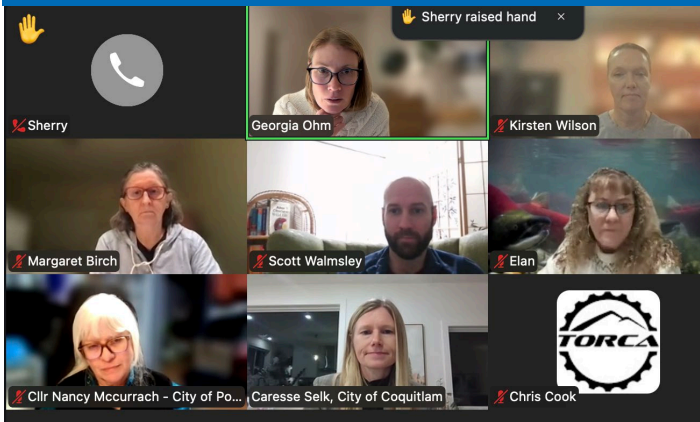 Sherry raised hand
Sherry
Georgia Ohm
Kirsten Wilson
Margaret Birch
Scott Walmsley
Elan
Cllr Nancy Mccurrach - City of Po...
Caresse Selk, City of Coquitlam
TORCA
Chris Cook